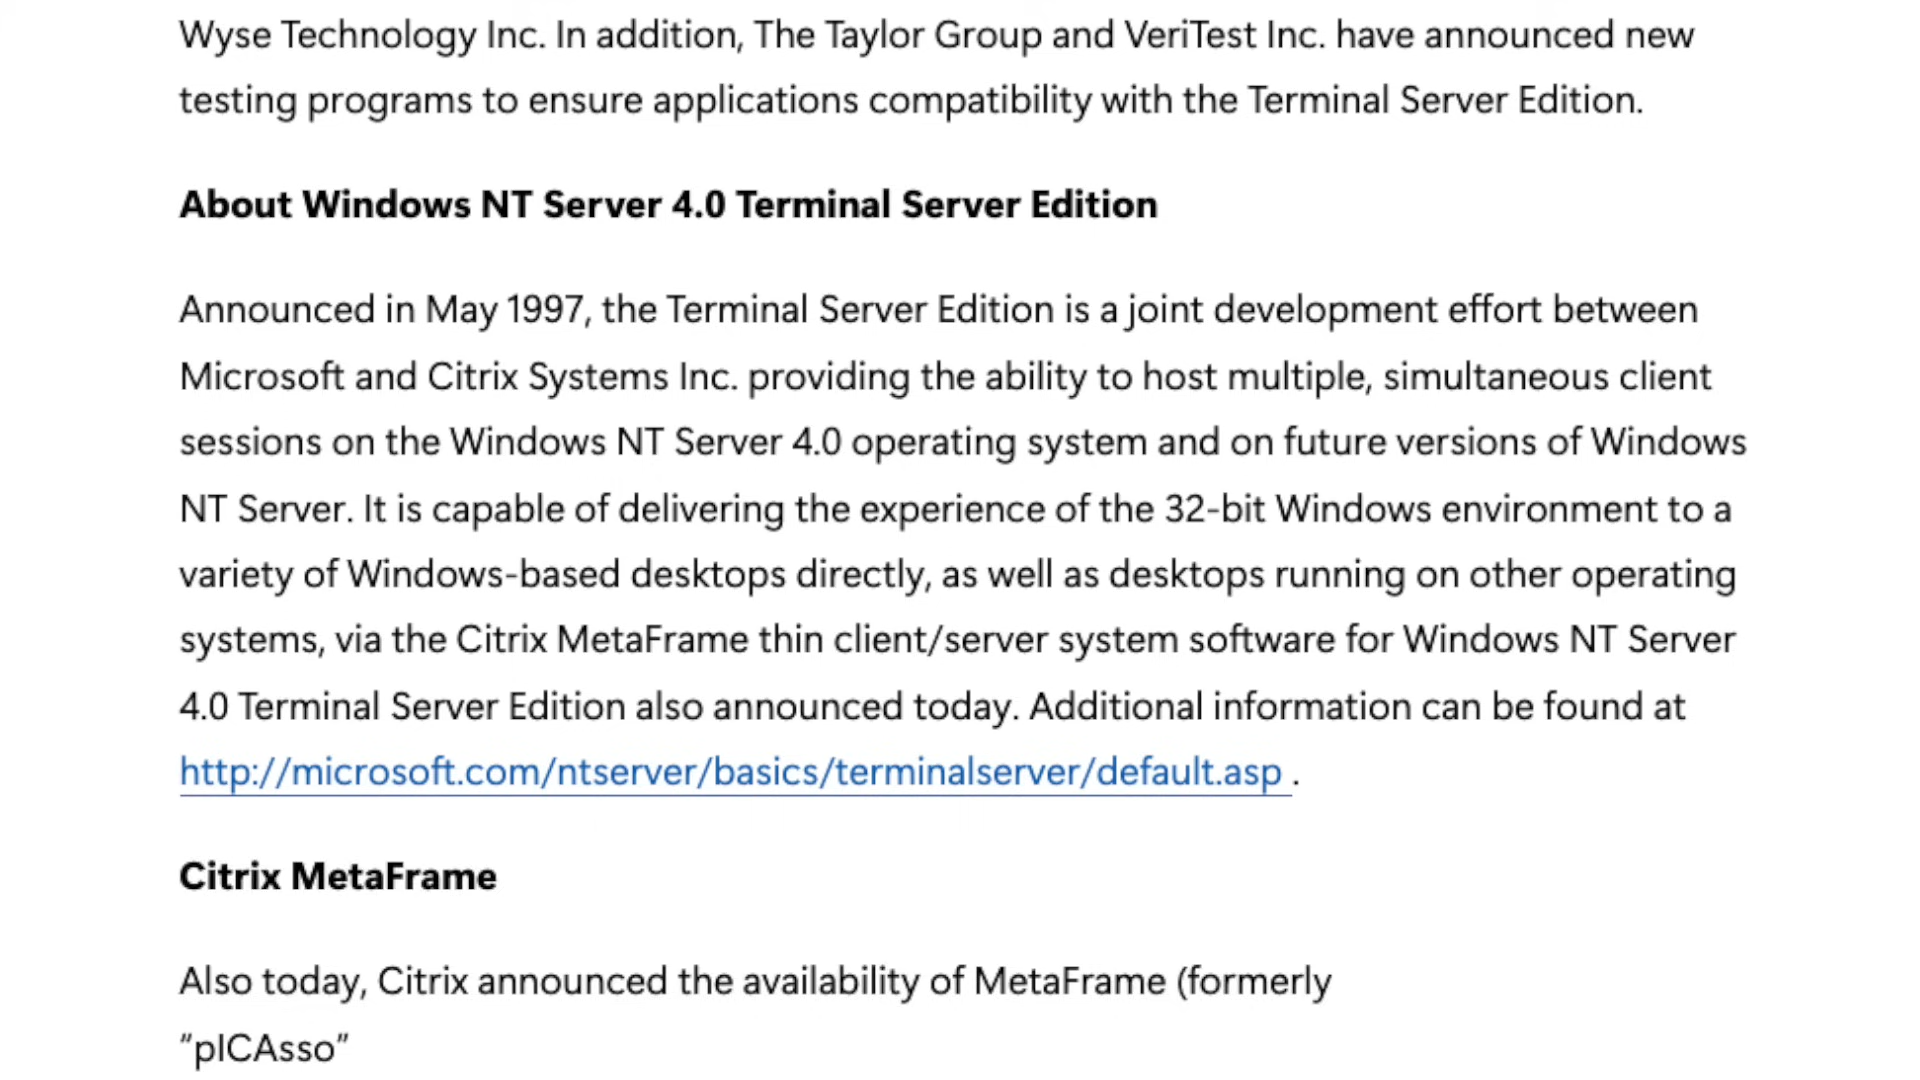 Wyse Technology Inc. In addition, The Taylor Group and VeriTest Inc. have announced new
testing programs to ensure applications compatibility with the Terminal Server Edition.
About Windows NT Server 4.0 Terminal Server Edition
Announced in May 1997, the Terminal Server Edition is a joint development effort between
Microsoft and Citrix Systems Inc. providing the ability to host multiple, simultaneous client
sessions on the Windows NT Server 4.0 operating system and on future versions of Windows
NT Server. It is capable of delivering the experience of the 32-bit Windows environment to a
variety of Windows-based desktops directly, as well as desktops running on other operating
systems, via the Citrix MetaFrame thin client/server system software for Windows NT Server
4.0 Terminal Server Edition also announced today. Additional information can be found at
http://microsoft.com/ntserver/basics/terminalserver/default.asp .
Citrix MetaFrame
Also today, Citrix announced the availability of MetaFrame (formerly
“pICAsso”